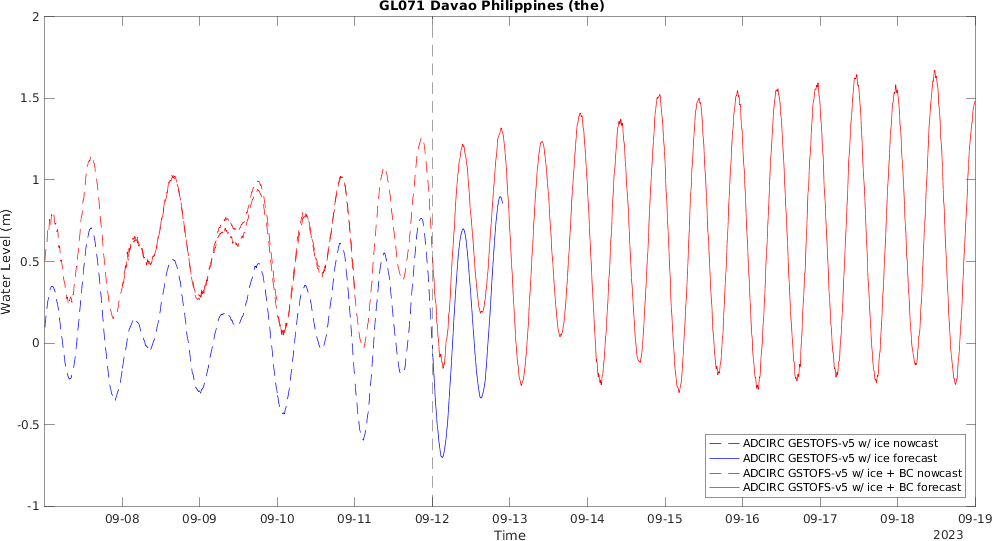 GL071 Davao Philippines (the)
2
1.5
1
0.5
0
-0.5
-1
Water Level (m)
ADCIRC GESTOFS-v5 w/ ice nowcast
ADCIRC GESTOFS-v5 w/ ice forecast
ADCIRC GSTOFS-v5 w/ ice + BC nowcast
ADCIRC GSTOFS-v5 w/ ice + BC forecast
09-08 09-09 09-10 09-11 09-12 09-13 09-14 09-15 09-16 09-17 09-18 09-19
Time
2023